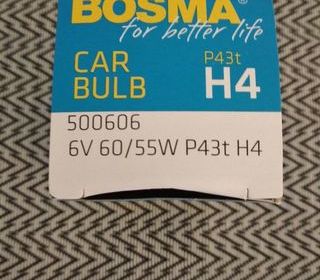 BOSMA®
for better life
CAR
BULB
P43t
H4
500606
6V 60/55W P43t H4